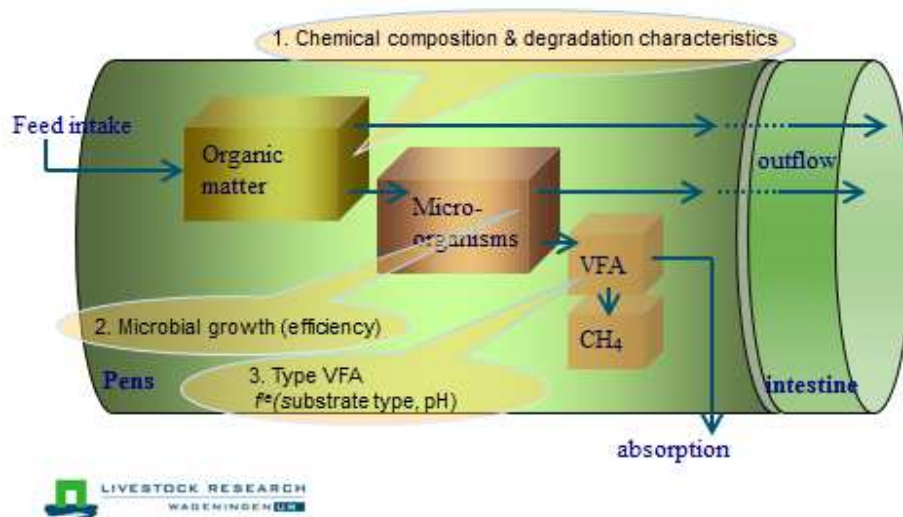 1. Chemical composition & degradation characteristics
Feed intake
Organic
matter
outflow
Micro-
organisms
VFA
2. Microbial growth (efficiency)
CH₄
3. Type VFA
Pens
fᵉ(substrate type, pH)
intestine
absorption
LIVESTOCK RESEARCH
WAGENINGEN UR